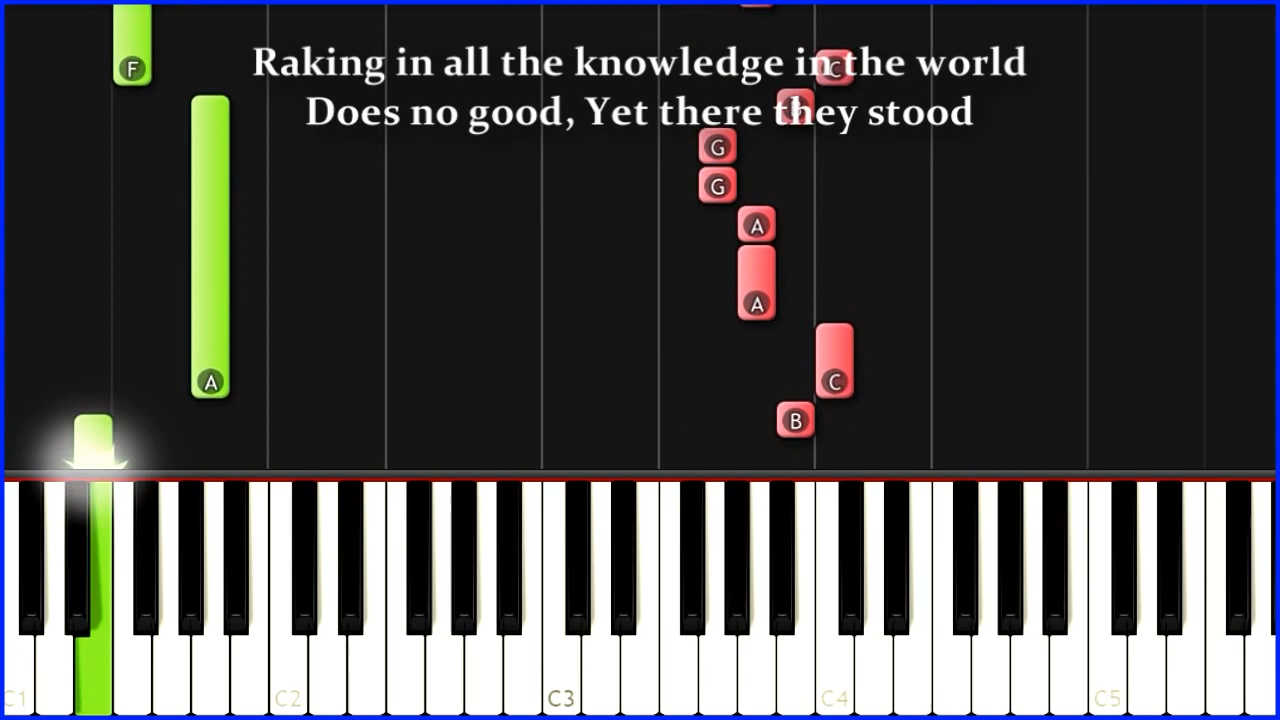 F
Raking in all the knowledge in the world
C
Does no good, Yet there they stood
G
G
A
A
A
C
B
C1
C2
C3
C4
C5